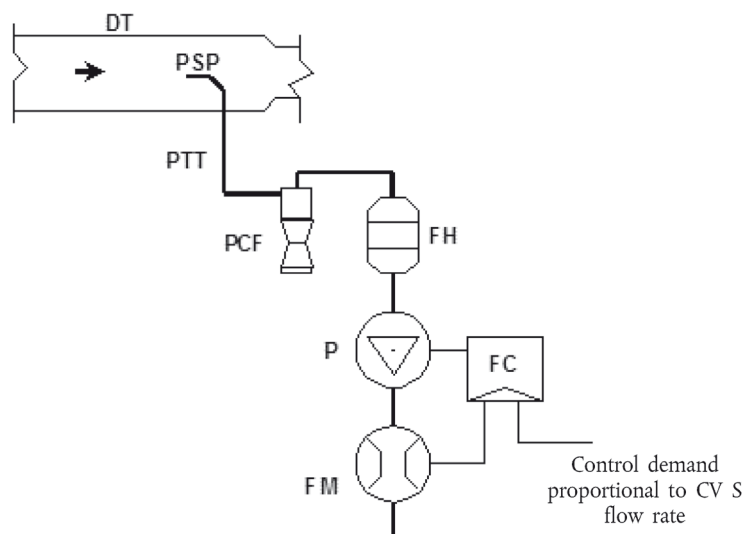 DT
PSP
PTT
PCF
FH
P
FC
FM
Control demand
proportional to CV S
flow rate